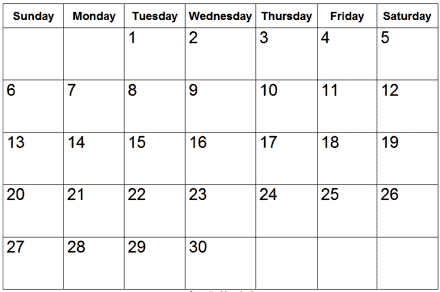 Sunday Monday Tuesday Wednesday Thursday Friday Saturday
1 2 3 4 5
6 7 8 9 10 11 12
13 14 15 16 17 18 19
20 21 22 23 24 25 26
27 28 29 30